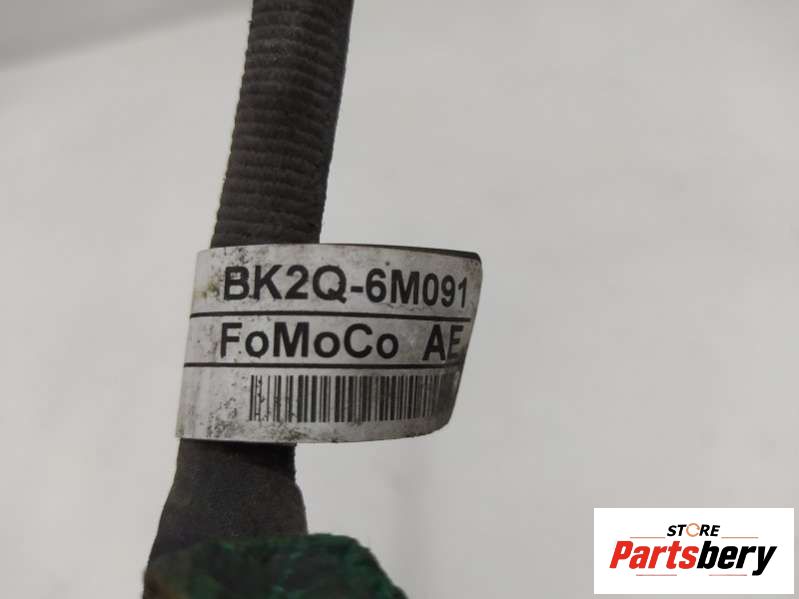 BK2Q-6M091
FoMoCo AE
STORE
Partsbery